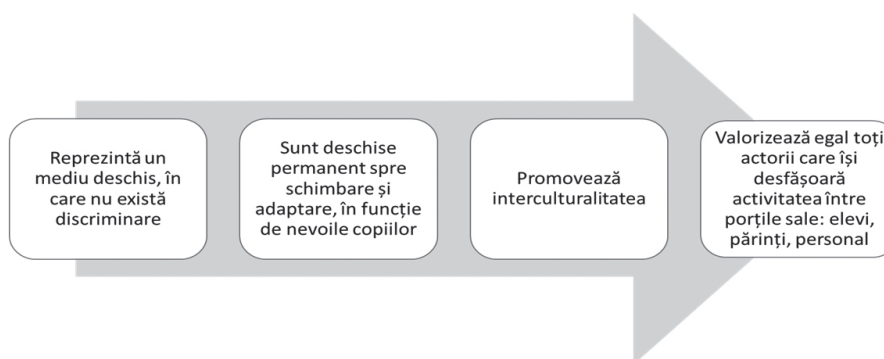 Reprezintă un
mediu deschis, în
care nu există
discriminare
Sunt deschise
permanent spre
schimbare și
adaptare, în funcție
de nevoile copiilor
Promovează
interculturalitatea
Valorizează egal toți
actorii care își
desfășoară
activitatea între
porțile sale: elevi,
părinți, personal